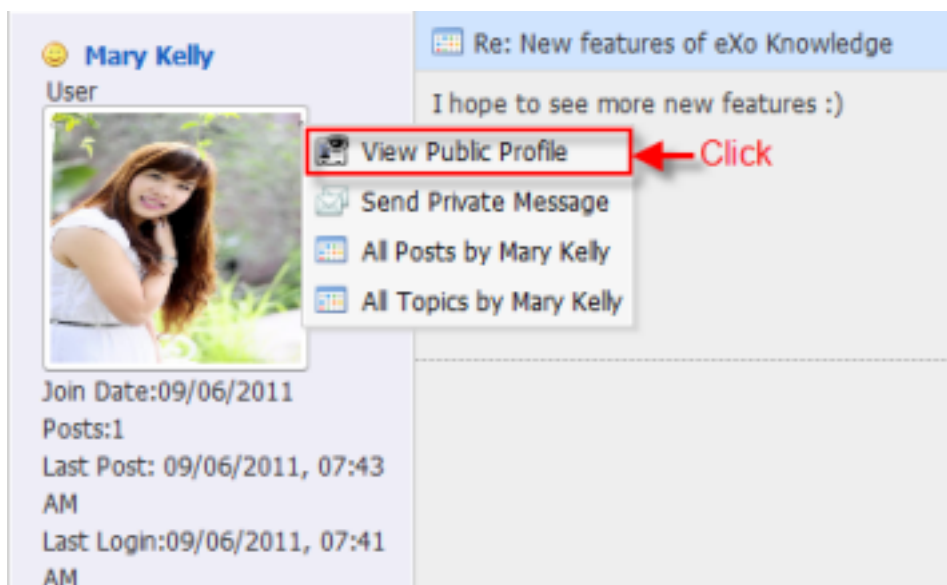 Mary Kelly
User
Join Date:09/06/2011
Posts:1
Last Post: 09/06/2011, 07:43
AM
Last Login:09/06/2011, 07:41
AM
Re: New features of eXo Knowledge
I hope to see more new features :)
View Public Profile
Click
Send Private Message
All Posts by Mary Kelly
All Topics by Mary Kelly